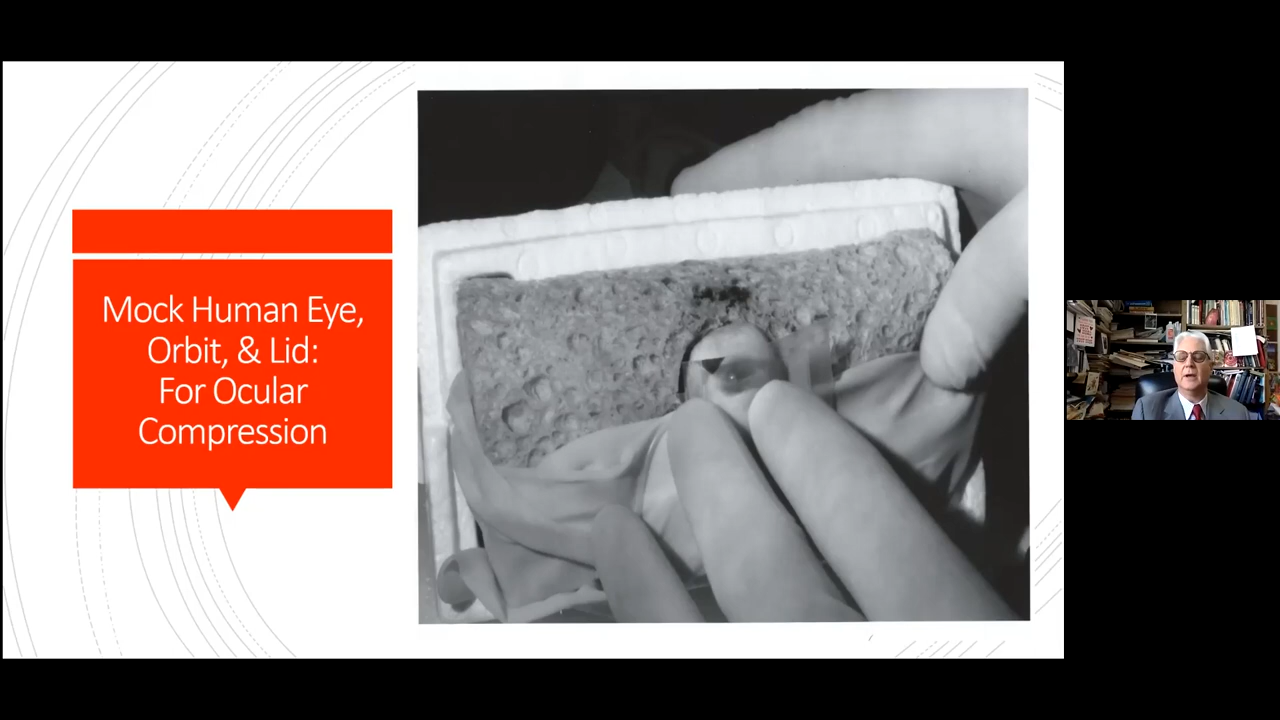 Mock Human Eye,
Orbit, & Lid:
For Ocular
Compression